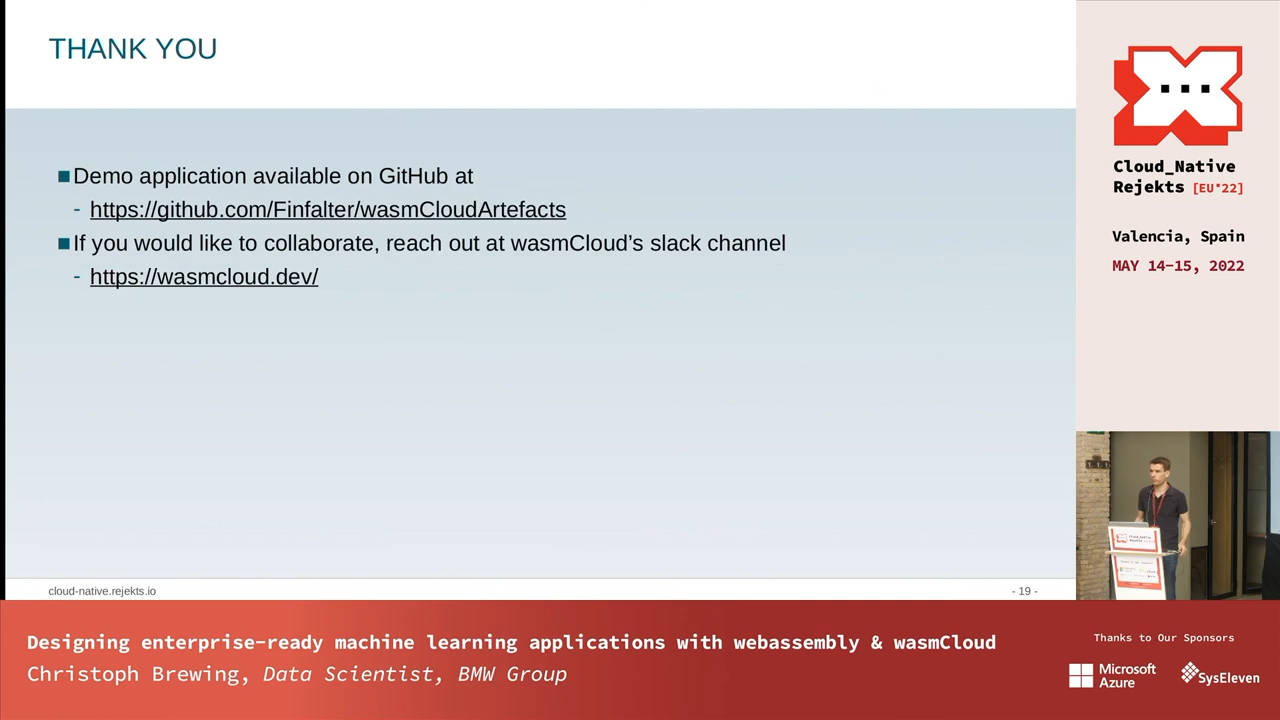 THANK YOU
■Demo application available on GitHub at
- https://github.com/Finfalter/wasmCloudArtefacts
■If you would like to collaborate, reach out at wasmCloud’s slack channel
- https://wasmcloud.dev/
cloud-native.rejekts.io
- 19 -
Cloud_Native
Rejekts [EU*22]
Valencia, Spain
MAY 14-15, 2022
Cloud_Native
Designing enterprise-ready machine learning applications with webassembly & wasmCloud
Christoph Brewing, Data Scientist, BMW Group
Thanks to Our Sponsors
Microsoft
Azure
SysEleven